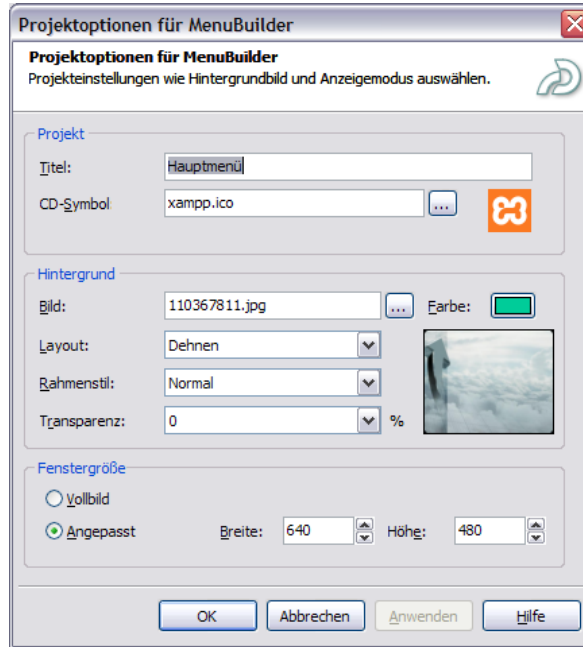 Projektoptionen für MenuBuilder
Projektoptionen für MenuBuilder
Projekteinstellungen wie Hintergrundbild und Anzeigemodus auswählen.
Projekt
Titel: Hauptmenü
CD-Symbol xampp.ico ...
Hintergrund
Bild: 110367811.jpg ... Farbe:
Layout: Dehnen
Rahmenstil: Normal
Transparenz: 0 %
Fenstergröße
Vollbild
Angepasst Breite: 640 Höhe: 480
OK Abbrechen Anwenden Hilfe